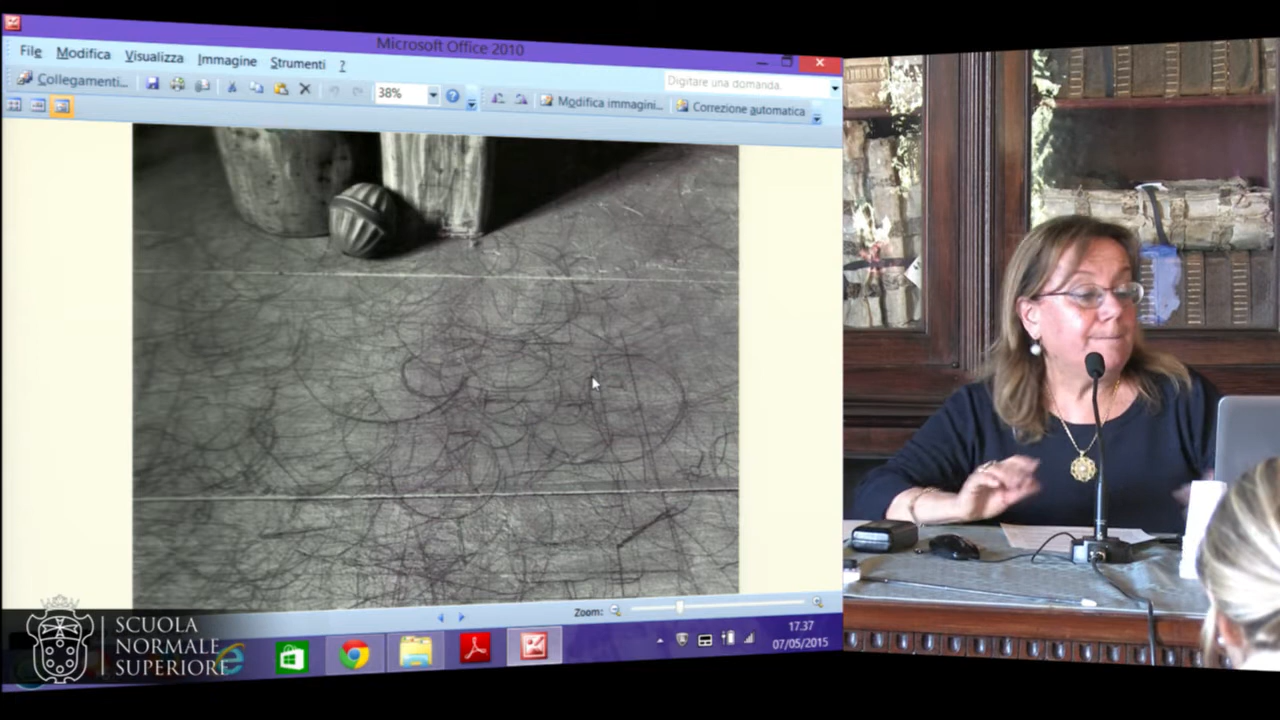 Microsoft Office 2010
File Modifica Visualizza Immagine Strumenti ?
Collegamenti... 38% Digitare una domanda.
Modifica immagini... Correzione automatica
Zoom:
17.37
07/05/2015
SCUOLA
NORMALE
SUPERIORE